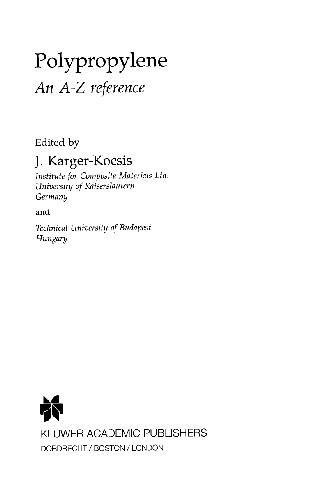 Polypropylene
An A-Z reference
Edited by
J. Karger-Kocsis
Institute for Composite Materials Ltd.
University of Kaiserslautern
Germany
and
Technical University of Budapest
Hungary
KLUWER ACADEMIC PUBLISHERS
DORDRECHT / BOSTON / LONDON